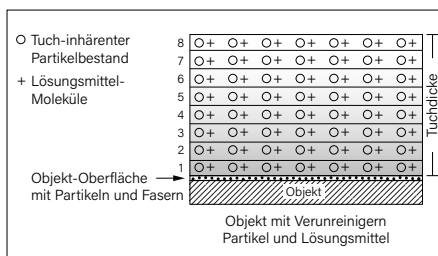 Tuch-inhärenter
Partikelbestand
+ Lösungsmittel-
Moleküle
8
7
6
5
4
3
2
1
Tuchdicke
Objekt-Oberfläche
mit Partikeln und Fasern
Objekt
Objekt mit Verunreinigern
Partikel und Lösungsmittel